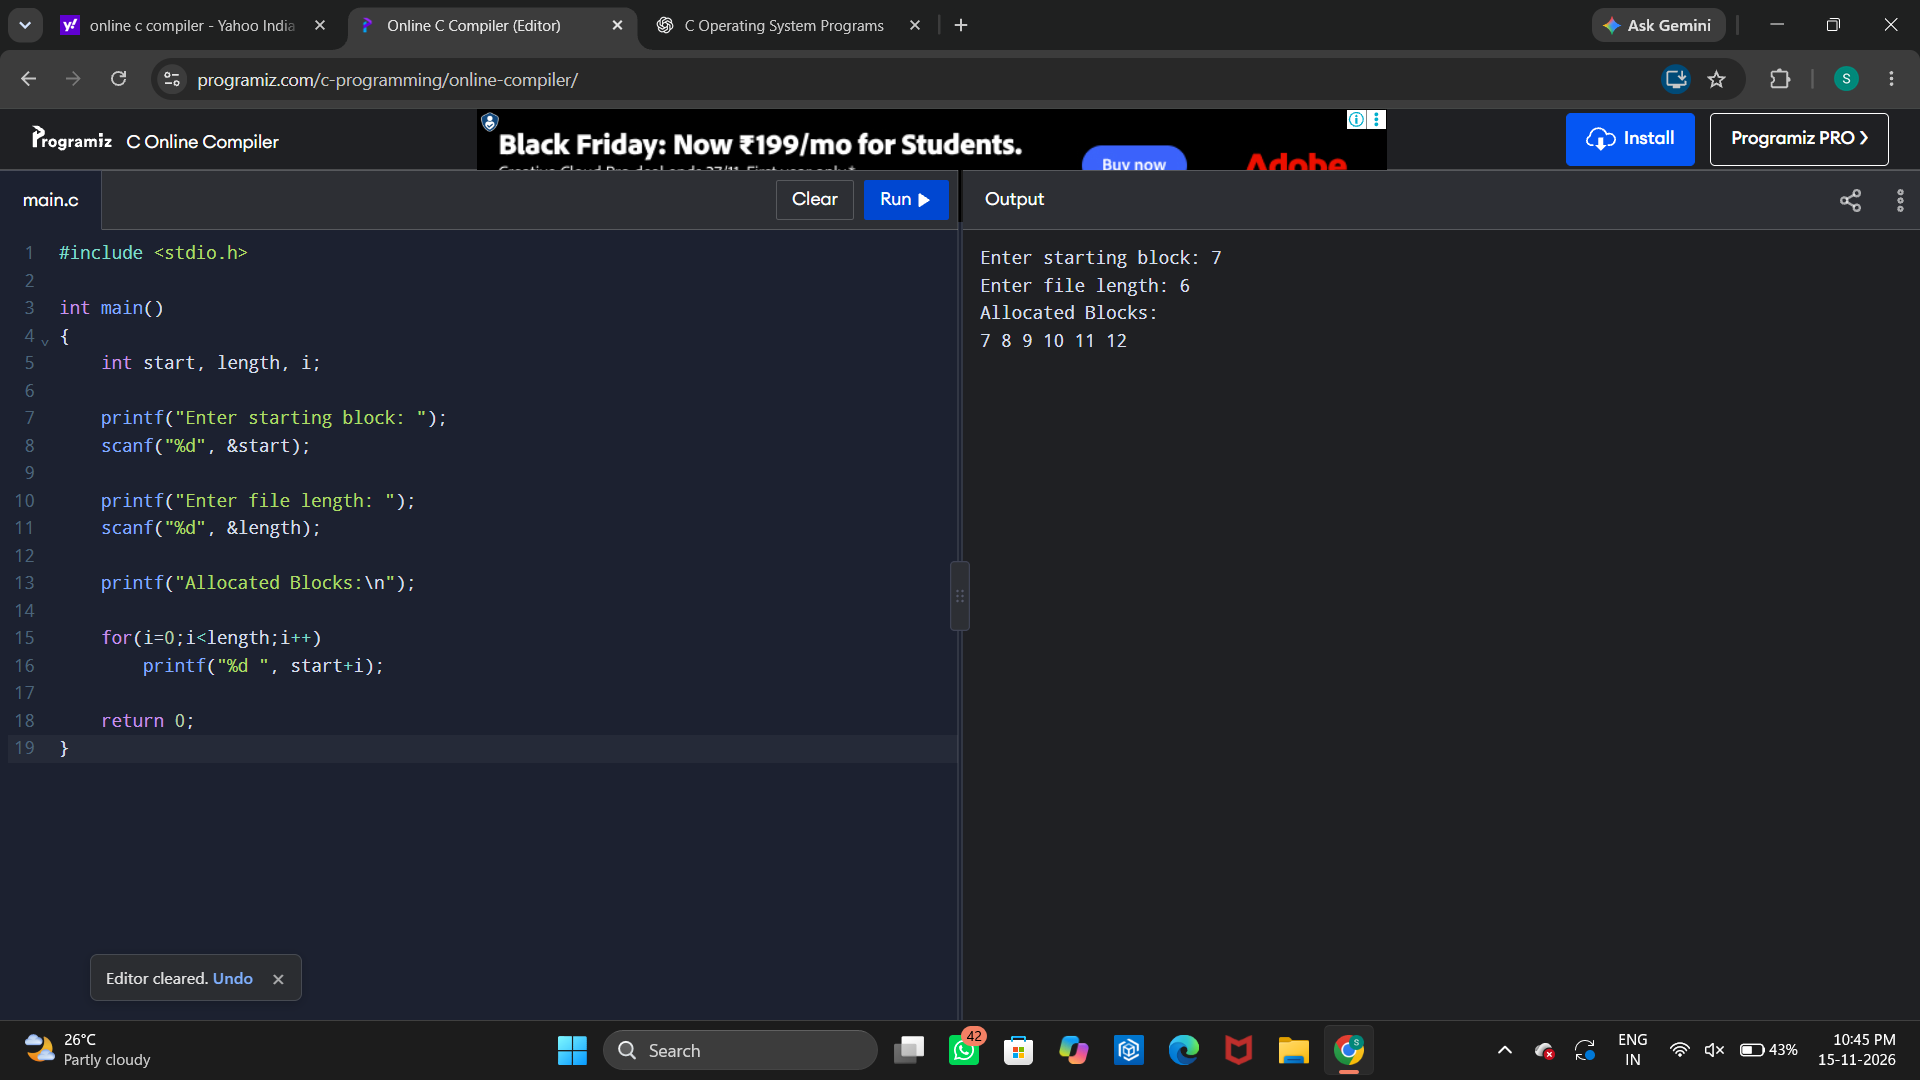 online c compiler - Yahoo India
Online C Compiler (Editor)
C Operating System Programs
Ask Gemini
programiz.com/c-programming/online-compiler/
S
Programiz
C Online Compiler
Black Friday: Now ₹199/mo for Students.
Buy now
Adobe
Install
Programiz PRO
main.c
Clear
Run
Output
1 #include <stdio.h>
2
3 int main()
4 {
5 int start, length, i;
6
7 printf("Enter starting block: ");
8 scanf("%d", &start);
9
10 printf("Enter file length: ");
11 scanf("%d", &length);
12
13 printf("Allocated Blocks:\n");
14
15 for(i=0;i<length;i++)
16 printf("%d ", start+i);
17
18 return 0;
19 }
Enter starting block: 7
Enter file length: 6
Allocated Blocks:
7 8 9 10 11 12
Editor cleared. Undo
26°C
Partly cloudy
Search
42
S
ENG
IN
43%
10:45 PM
15-11-2026